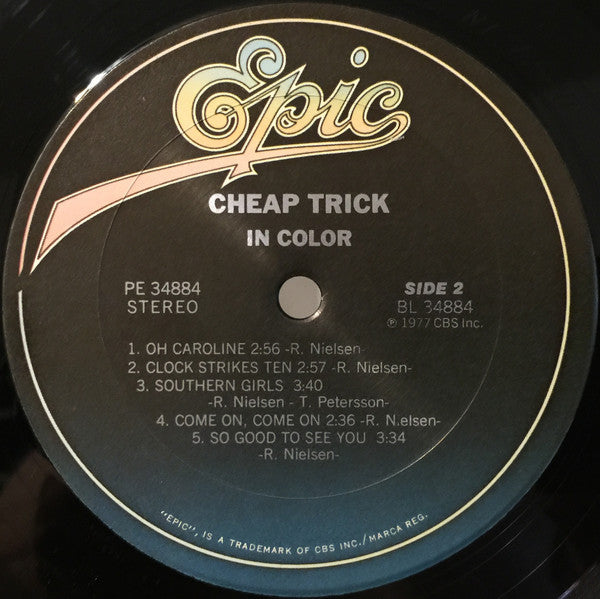 Epic
CHEAP TRICK
IN COLOR
PE 34884
STEREO
SIDE 2
BL 34884
℗ 1977 CBS Inc.
1. OH CAROLINE 2:56 -R. Nielsen-
2. CLOCK STRIKES TEN 2:57 -R. Nielsen-
3. SOUTHERN GIRLS 3:40
-R. Nielsen - T. Petersson-
4. COME ON, COME ON 2:36 -R. N.elsen-
5. SO GOOD TO SEE YOU 3:34
-R. Nielsen-
"EPIC", IS A TRADEMARK OF CBS INC./MARCA REG.